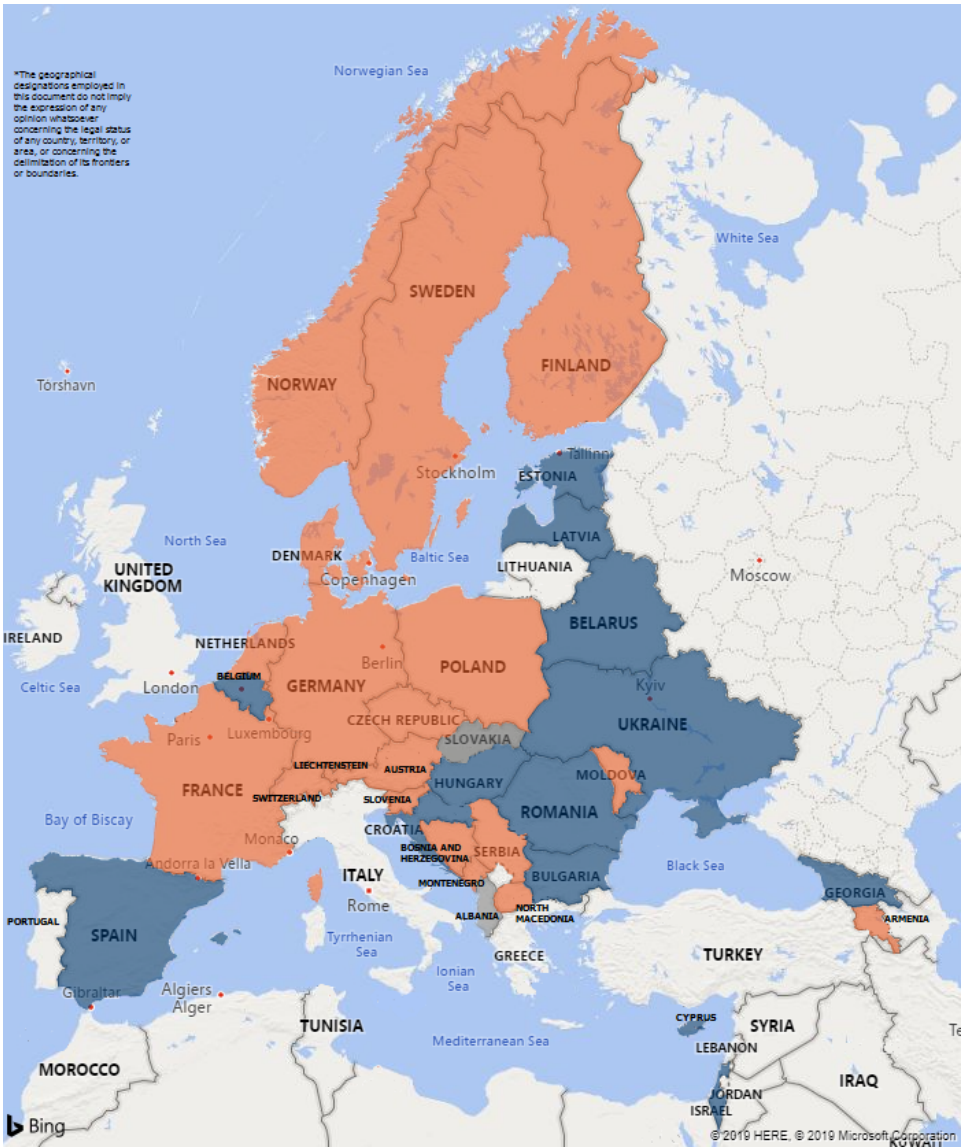 Norwegian Sea
*The geographical
designations employed in
this document do not imply
the expression of any
opinion whatsoever
concerning the legal status
of any country, territory, or
area, or concerning the
delimitation of its frontiers
or boundaries.
White Sea
SWEDEN
FINLAND
NORWAY
Tórshavn
Tallinn
Stockholm
ESTONIA
North Sea
LATVIA
DENMARK
Baltic Sea
LITHUANIA
UNITED
KINGDOM
Copenhagen
Moscow
BELARUS
IRELAND
NETHERLANDS
Berlin
POLAND
BELGIUM
GERMANY
Celtic Sea
London
Kyiv
UKRAINE
CZECH REPUBLIC
Luxembourg
Paris
SLOVAKIA
LIECHTENSTEIN
AUSTRIA
MOLDOVA
HUNGARY
FRANCE
SWITZERLAND
SLOVENIA
ROMANIA
Bay of Biscay
CROATIA
Monaco
BOSNIA AND
HERZEGOVINA
SERBIA
Andorra la Vella
Black Sea
ITALY
BULGARIA
MONTENEGRO
GEORGIA
Rome
NORTH
MACEDONIA
ALBANIA
ARMENIA
PORTUGAL
SPAIN
Tyrrhenian
Sea
GREECE
TURKEY
Ionian
Sea
Gibraltar
Algiers
Alger
CYPRUS
TUNISIA
SYRIA
Mediterranean Sea
LEBANON
MOROCCO
IRAQ
JORDAN
ISRAEL
Bing
© 2019 HERE, © 2019 Microsoft Corporation